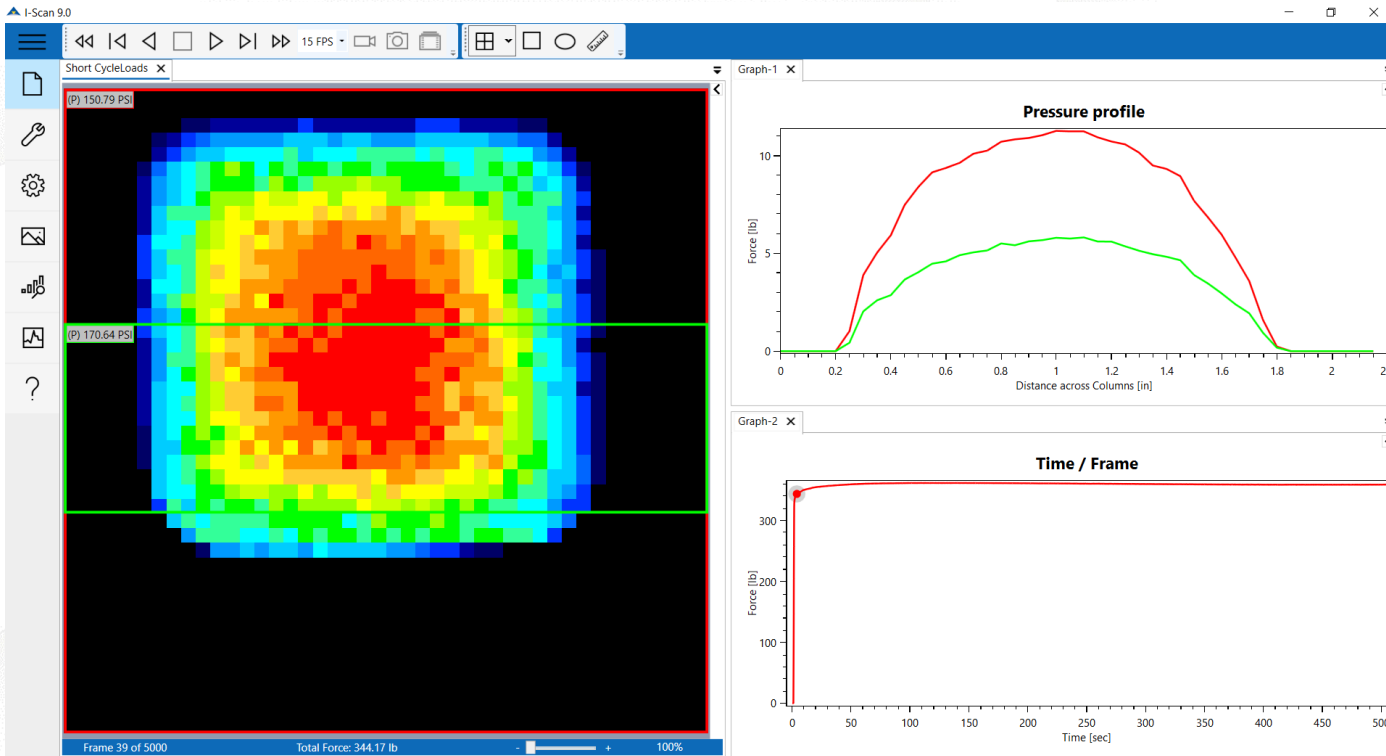 I-Scan 9.0
15 FPS
Short CycleLoads
(P) 150.79 PSI
(P) 170.64 PSI
Frame 39 of 5000
Total Force: 344.17 lb
- +
100%
Graph-1
Pressure profile
Force [lb]
10
5
0
0 0.2 0.4 0.6 0.8 1 1.2 1.4 1.6 1.8 2
Distance across Columns [in]
Graph-2
Time / Frame
Force [lb]
300
200
100
0
0 50 100 150 200 250 300 350 400 450
Time [sec]